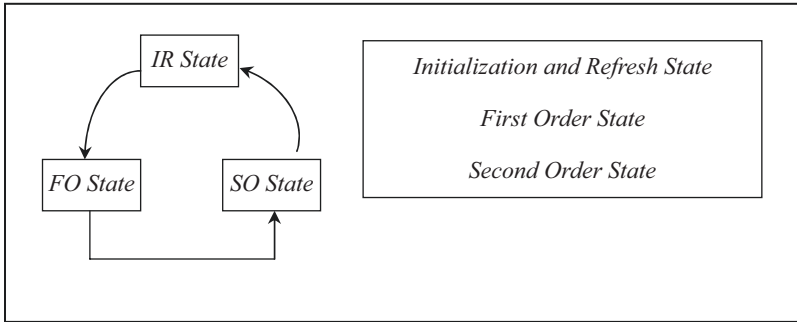 IR State
FO State
SO State
Initialization and Refresh State
First Order State
Second Order State